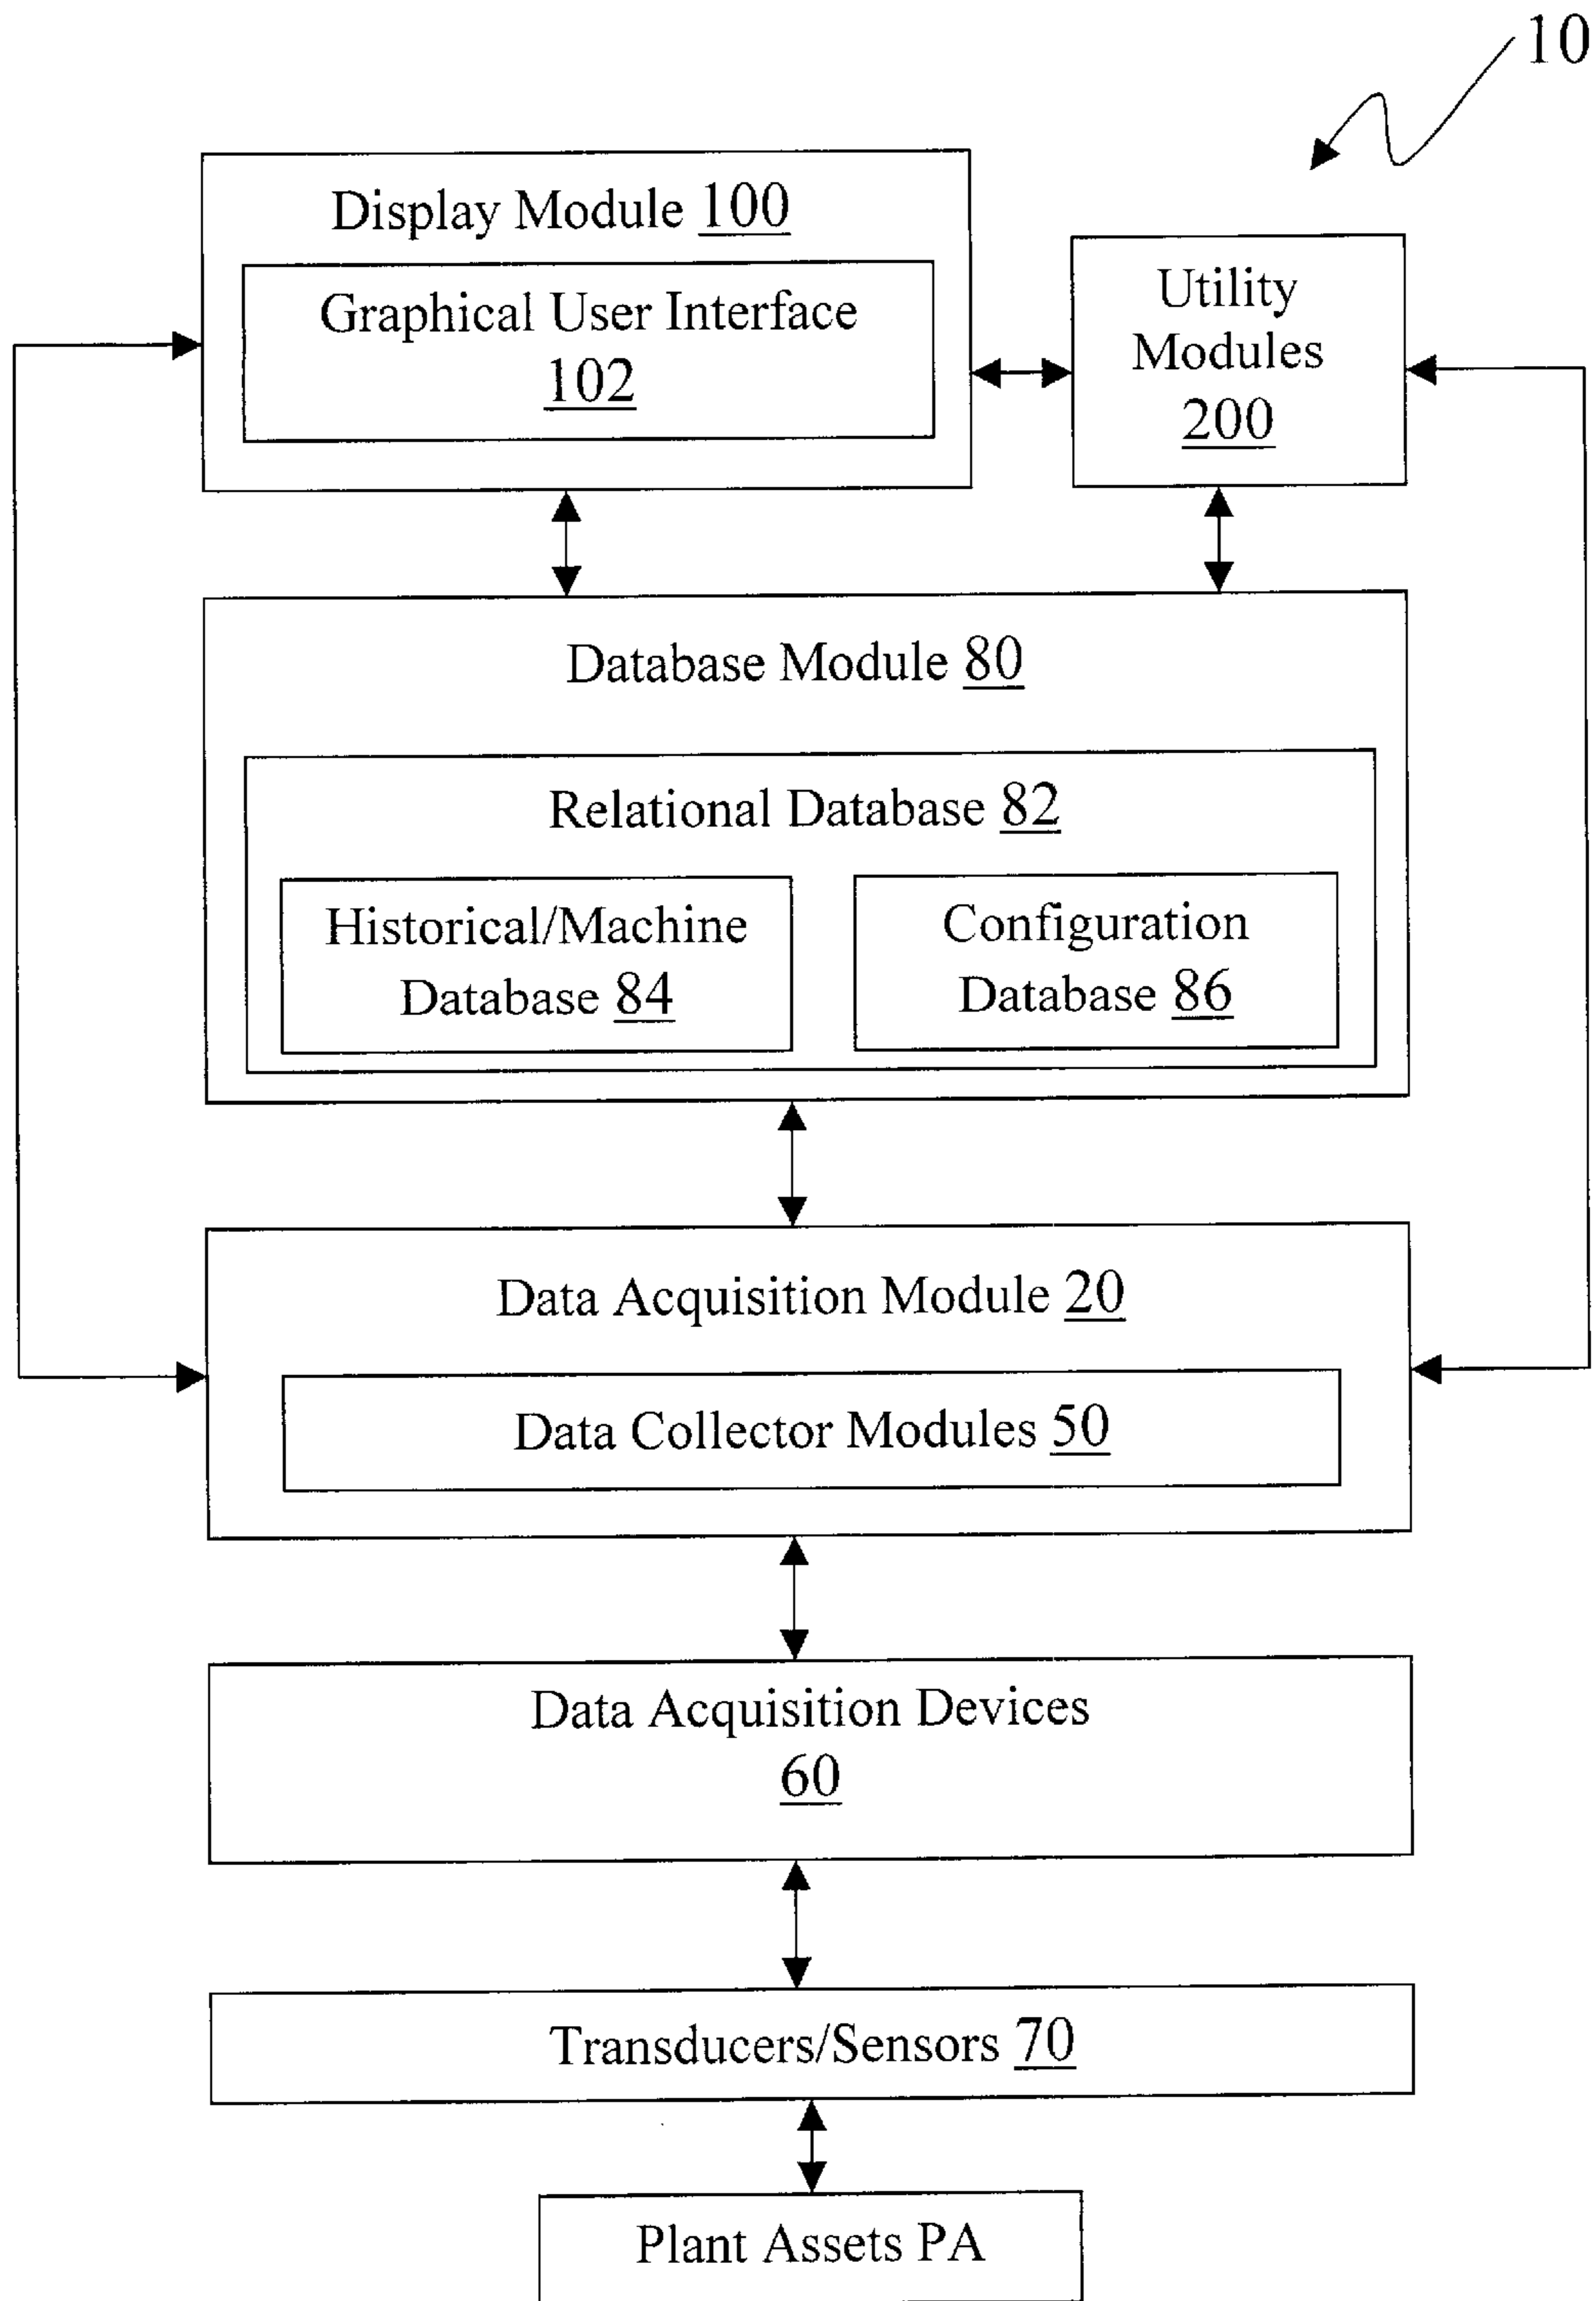 10
Display Module 100
Graphical User Interface
102
Utility
Modules
200
Database Module 80
Relational Database 82
Historical/Machine
Database 84
Configuration
Database 86
Data Acquisition Module 20
Data Collector Modules 50
Data Acquisition Devices
60
Transducers/Sensors 70
Plant Assets PA